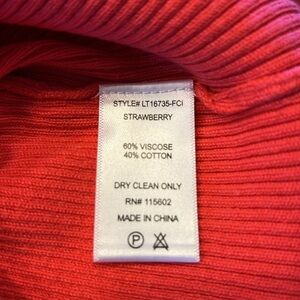 STYLE# LT16735-FCI
STRAWBERRY
60% VISCOSE
40% COTTON
DRY CLEAN ONLY
RN# 115602
MADE IN CHINA
P